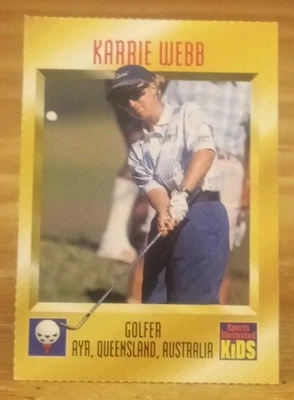 KARRIE WEBB
GOLFER
AYR, QUEENSLAND, AUSTRALIA
Sports
Illustrated
KIDS